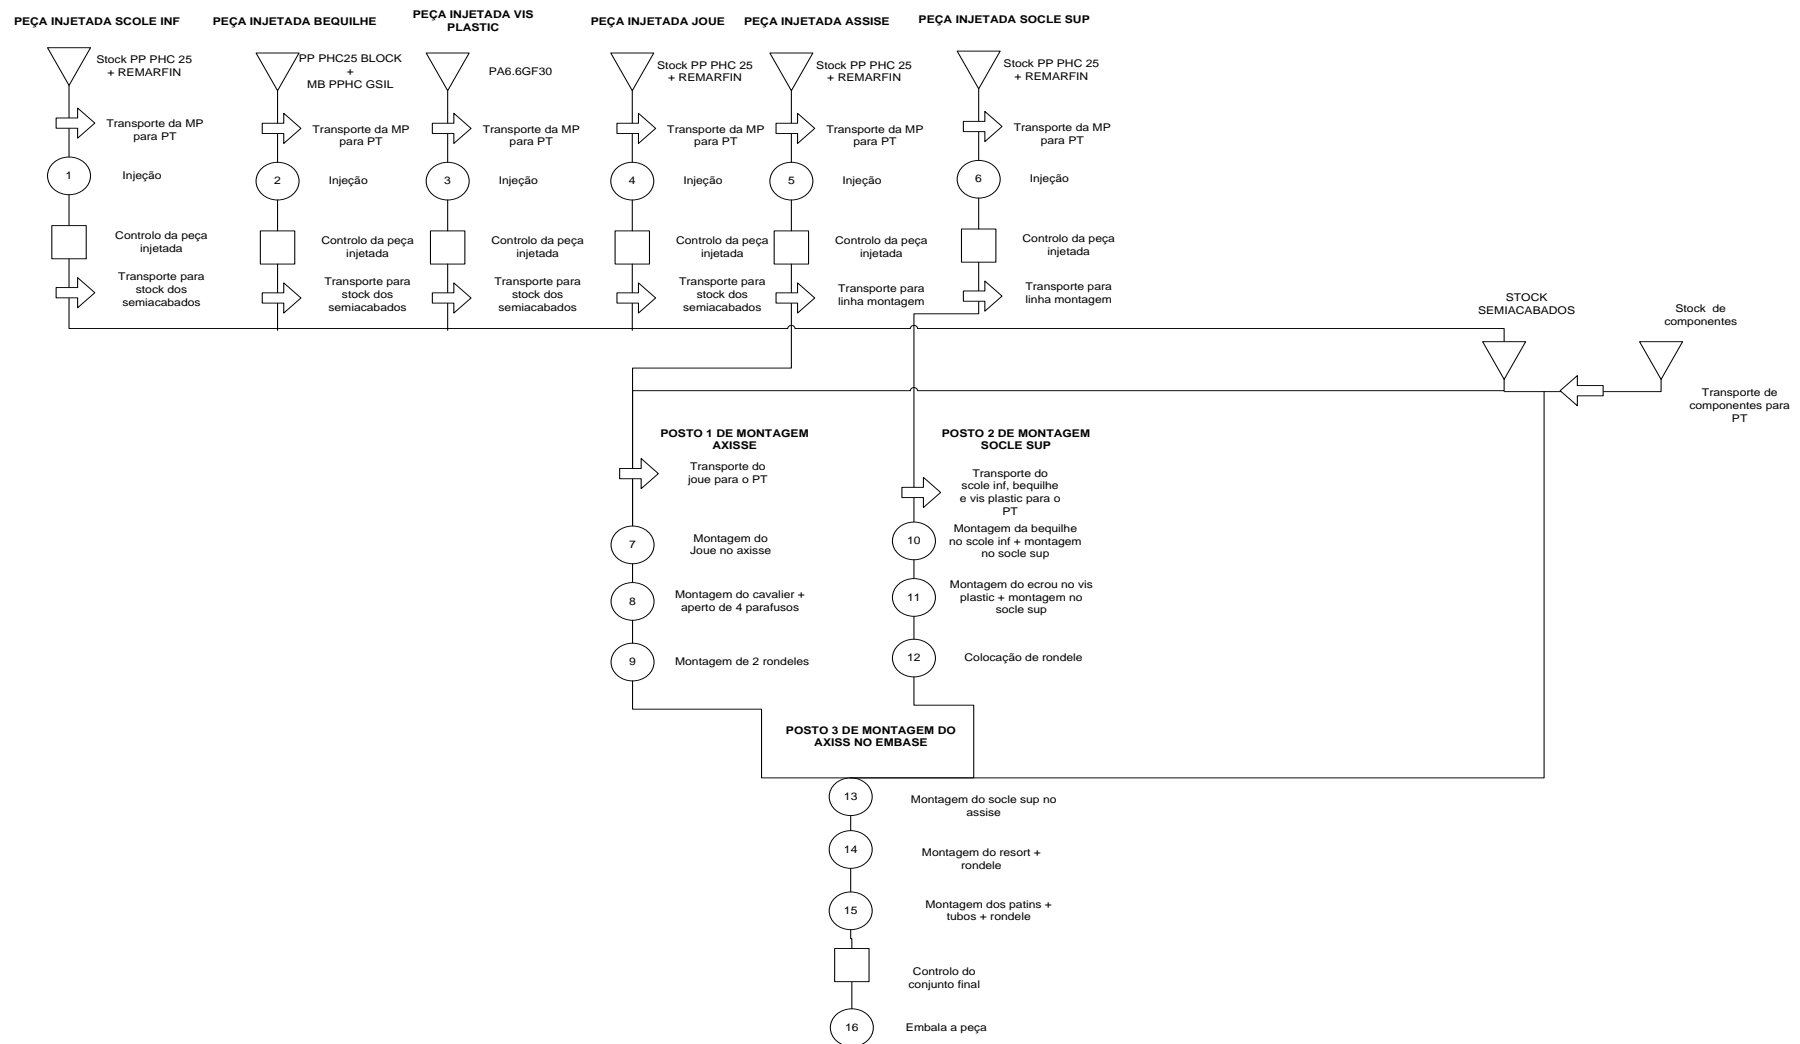 PEÇA INJETADA SCOLE INF
PEÇA INJETADA BEQUILHE
PEÇA INJETADA VIS
PLASTIC
PEÇA INJETADA JOUE
PEÇA INJETADA ASSISE
PEÇA INJETADA SOCLE SUP
Stock PP PHC 25
+ REMARFIN
PP PHC25 BLOCK
+
MB PPHC GSIL
PA6.6GF30
Stock PP PHC 25
+ REMARFIN
Stock PP PHC 25
+ REMARFIN
Stock PP PHC 25
+ REMARFIN
Transporte da MP
para PT
Transporte da MP
para PT
Transporte da MP
para PT
Transporte da MP
para PT
Transporte da MP
para PT
Transporte da MP
para PT
1
Injeção
2
Injeção
3
Injeção
4
Injeção
5
Injeção
6
Injeção
Controlo da peça
injetada
Controlo da peça
injetada
Controlo da peça
injetada
Controlo da peça
injetada
Controlo da peça
injetada
Controlo da peça
injetada
Transporte para
stock dos
semiacabados
Transporte para
stock dos
semiacabados
Transporte para
stock dos
semiacabados
Transporte para
stock dos
semiacabados
Transporte para
linha montagem
Transporte para
linha montagem
STOCK
SEMIACABADOS
Stock de
componentes
Transporte de
componentes para
PT
POSTO 1 DE MONTAGEM
AXISSE
Transporte do
joue para o PT
7
Montagem do
Joue no axisse
8
Montagem do cavalier +
aperto de 4 parafusos
9
Montagem de 2 rondeles
POSTO 2 DE MONTAGEM
SOCLE SUP
Transporte do
scole inf, bequilhe
e vis plastic para o
PT
10
Montagem da bequilhe
no scole inf + montagem
no socle sup
11
Montagem do ecrou no vis
plastic + montagem no
socle sup
12
Colocação de rondele
POSTO 3 DE MONTAGEM DO
AXISS NO EMBASE
13
Montagem do socle sup no
assise
14
Montagem do resort +
rondele
15
Montagem dos patins +
tubos + rondele
Controlo do
conjunto final
16
Embala a peça